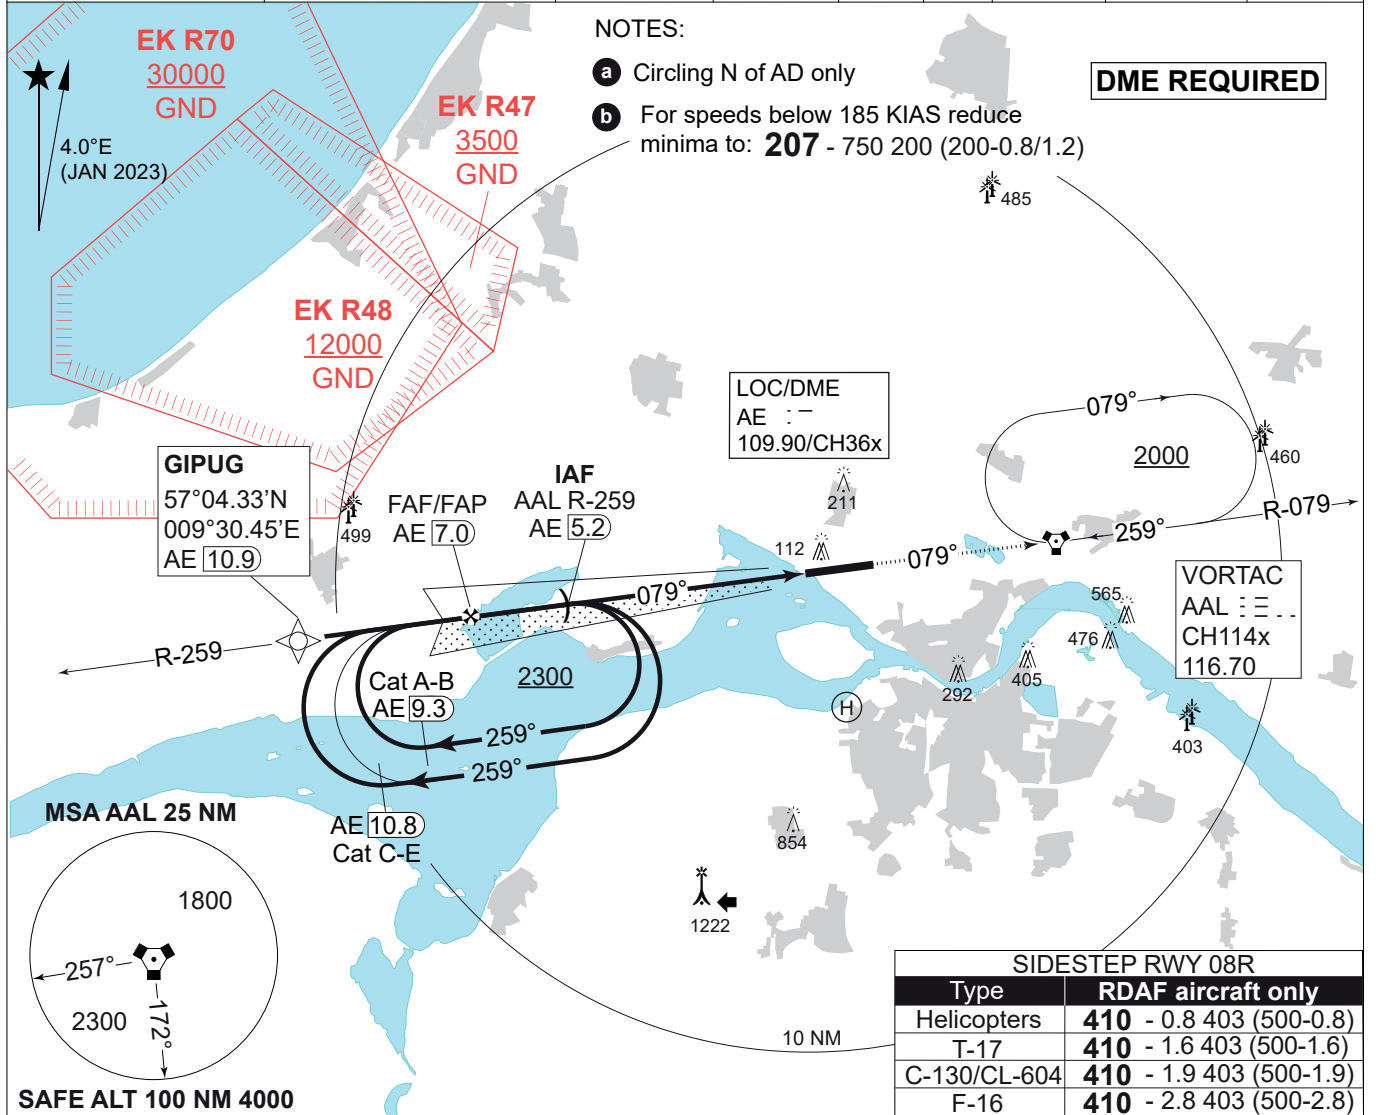 NOTES:
a Circling N of AD only
b For speeds below 185 KIAS reduce
minima to: 207 - 750 200 (200-0.8/1.2)
DME REQUIRED
EK R70
30000
GND
EK R47
3500
GND
4.0°E
(JAN 2023)
485
EK R48
12000
GND
LOC/DME
AE
109.90/CH36x
079°
2000
460
R-079
259°
GIPUG
57°04.33'N
009°30.45'E
AE 10.9
499
FAF/FAP
AE 7.0
IAF
AAL R-259
AE 5.2
211
112
079°
079°
VORTAC
AAL
CH114x
116.70
565
476
405
292
403
R-259
2300
Cat A-B
AE 9.3
259°
259°
H
AE 10.8
Cat C-E
854
1222
MSA AAL 25 NM
1800
257°
2300
172°
SAFE ALT 100 NM 4000
10 NM
SIDESTEP RWY 08R
Type RDAF aircraft only
Helicopters 410 - 0.8 403 (500-0.8)
T-17 410 - 1.6 403 (500-1.6)
C-130/CL-604 410 - 1.9 403 (500-1.9)
F-16 410 - 2.8 403 (500-2.8)